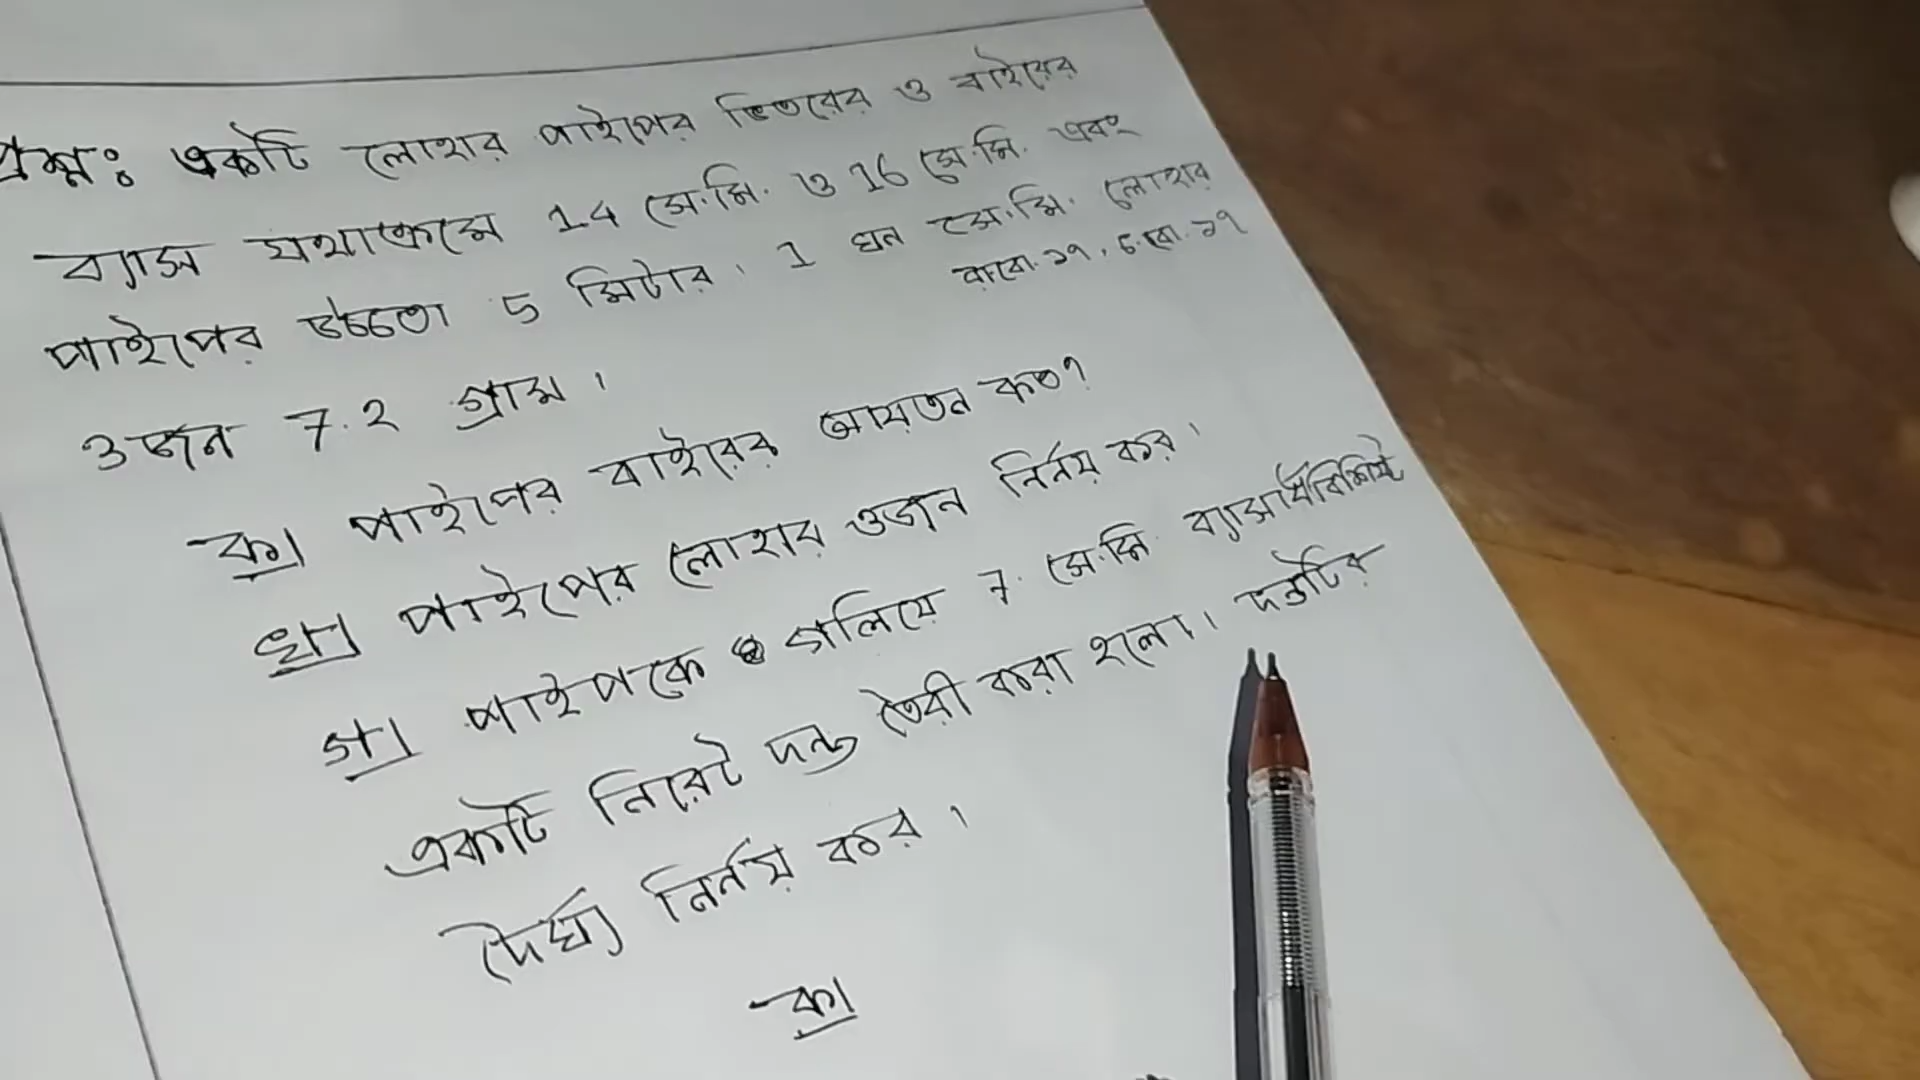 প্রশ্নঃ একটি লোহার পাইপের ভিতরের ও বাইরের
ব্যাস যথাক্রমে 14 সে.মি. ও 16 সে.মি. এবং
পাইপের উচ্চতা 5 মিটার। 1 ঘন সে.মি. লোহার
রা.বো. ১৭, চ.বো. ১৭
ওজন 7.2 গ্রাম।
ক। পাইপের বাইরের আয়তন কত?
খ। পাইপের লোহার ওজন নির্নয় কর।
গ। পাইপকে গলিয়ে 7 সে.মি. ব্যাসার্ধবিশিষ্ট
একটি নিরেট দন্ড তৈরী করা হলো। দন্ডটির
দৈর্ঘ্য নির্নয় কর।
ক।